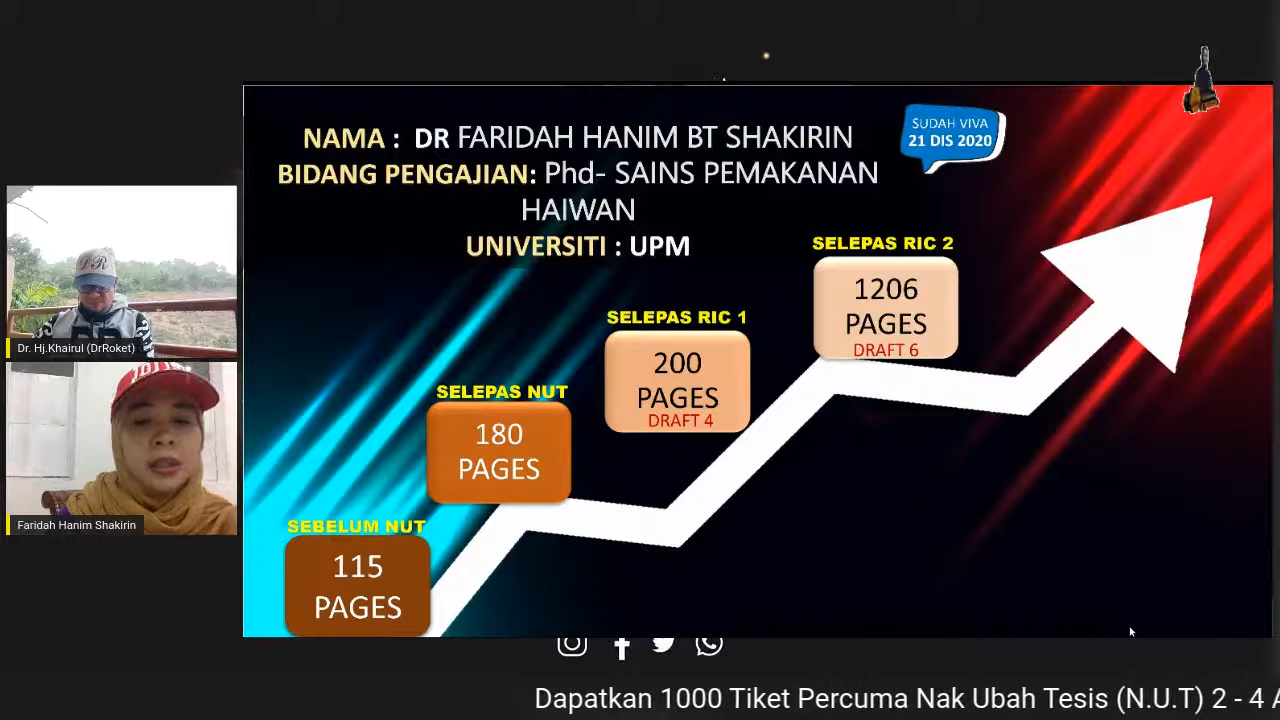 NAMA : DR FARIDAH HANIM BT SHAKIRIN
BIDANG PENGAJIAN: Phd- SAINS PEMAKANAN
HAIWAN
UNIVERSITI : UPM
SUDAH VIVA
21 DIS 2020
SELEPAS RIC 2
1206
PAGES
DRAFT 6
SELEPAS RIC 1
200
PAGES
DRAFT 4
SELEPAS NUT
180
PAGES
SEBELUM NUT
115
PAGES
DR
Dr. Hj.Khairul (DrRoket)
Faridah Hanim Shakirin
Dapatkan 1000 Tiket Percuma Nak Ubah Tesis (N.U.T) 2 - 4 A